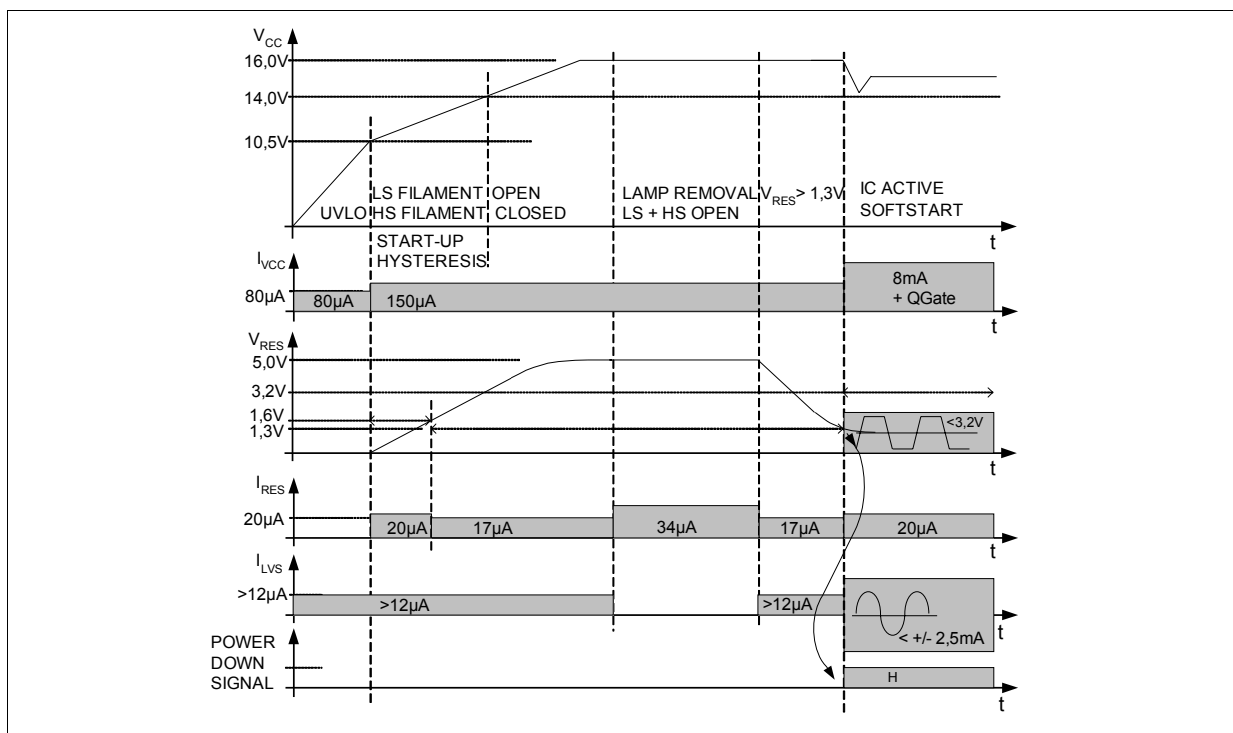 VCC
16,0V
14,0V
10,5V
LS FILAMENT OPEN
UVLO HS FILAMENT CLOSED
LAMP REMOVAL VRES> 1,3V
LS + HS OPEN
IC ACTIVE
SOFTSTART
t
START-UP
HYSTERESIS
IVCC
80µA
80µA
150µA
8mA
+ QGate
t
VRES
5,0V
3,2V
1,6V
1,3V
<3,2V
t
IRES
20µA
20µA
17µA
34µA
17µA
20µA
t
ILVS
>12µA
>12µA
>12µA
< +/- 2,5mA
t
POWER
DOWN
SIGNAL
H
t